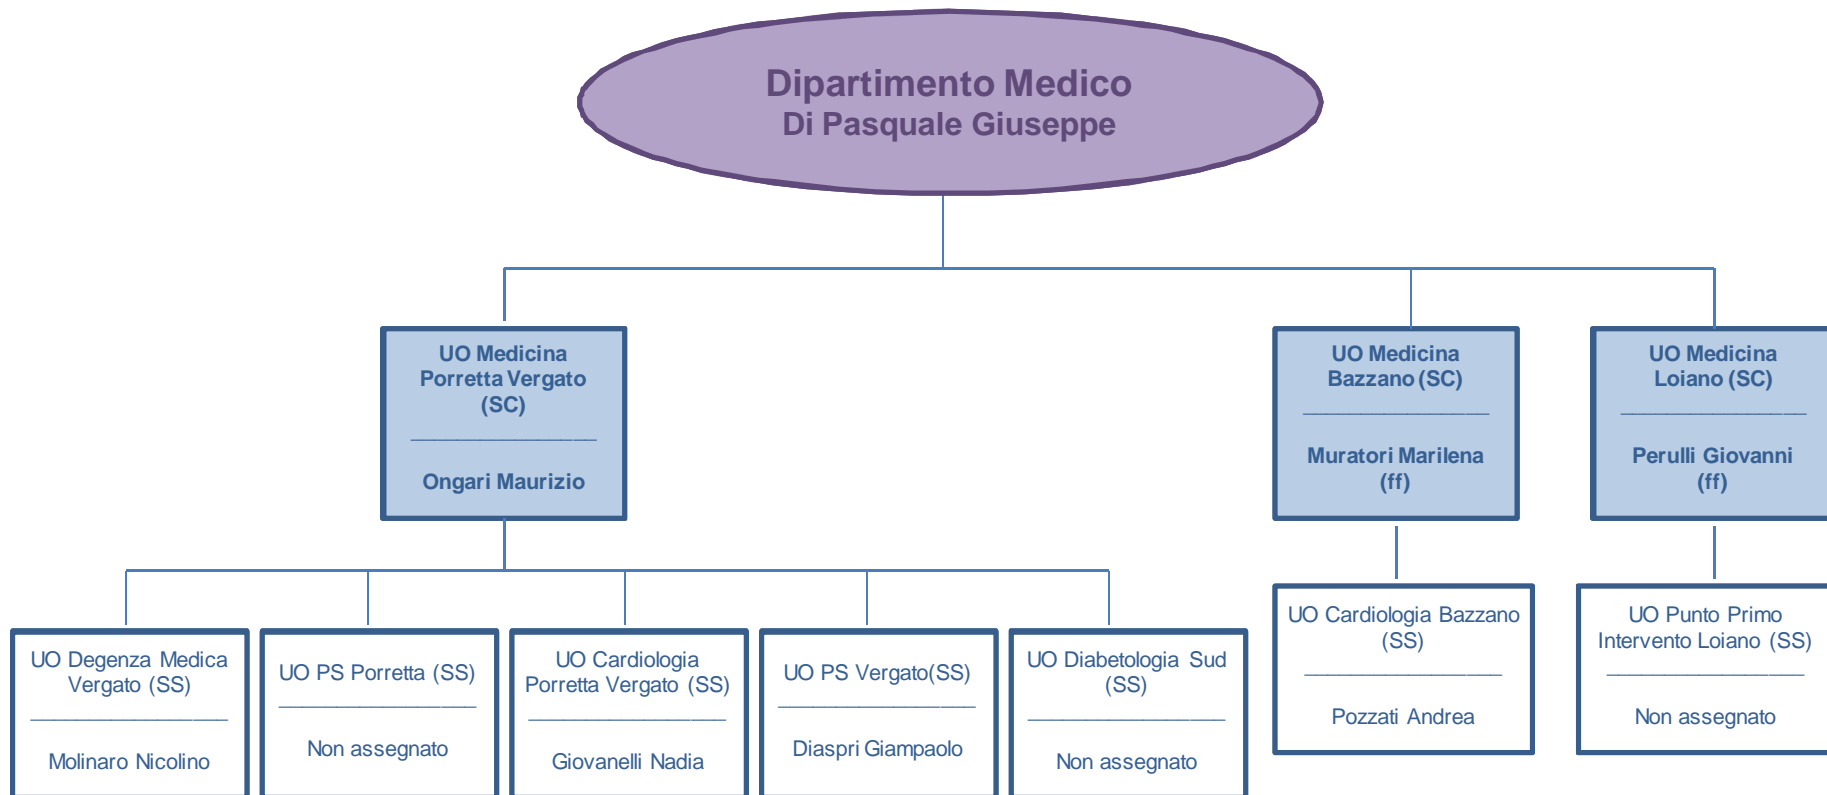 Dipartimento Medico
Di Pasquale Giuseppe
UO Medicina
Porretta Vergato
(SC)
Ongari Maurizio
UO Medicina
Bazzano (SC)
Muratori Marilena
(ff)
UO Medicina
Loiano (SC)
Perulli Giovanni
(ff)
UO Degenza Medica
Vergato (SS)
Molinaro Nicolino
UO PS Porretta (SS)
Non assegnato
UO Cardiologia
Porretta Vergato (SS)
Giovanelli Nadia
UO PS Vergato(SS)
Diaspri Giampaolo
UO Diabetologia Sud
(SS)
Non assegnato
UO Cardiologia Bazzano
(SS)
Pozzati Andrea
UO Punto Primo
Intervento Loiano (SS)
Non assegnato